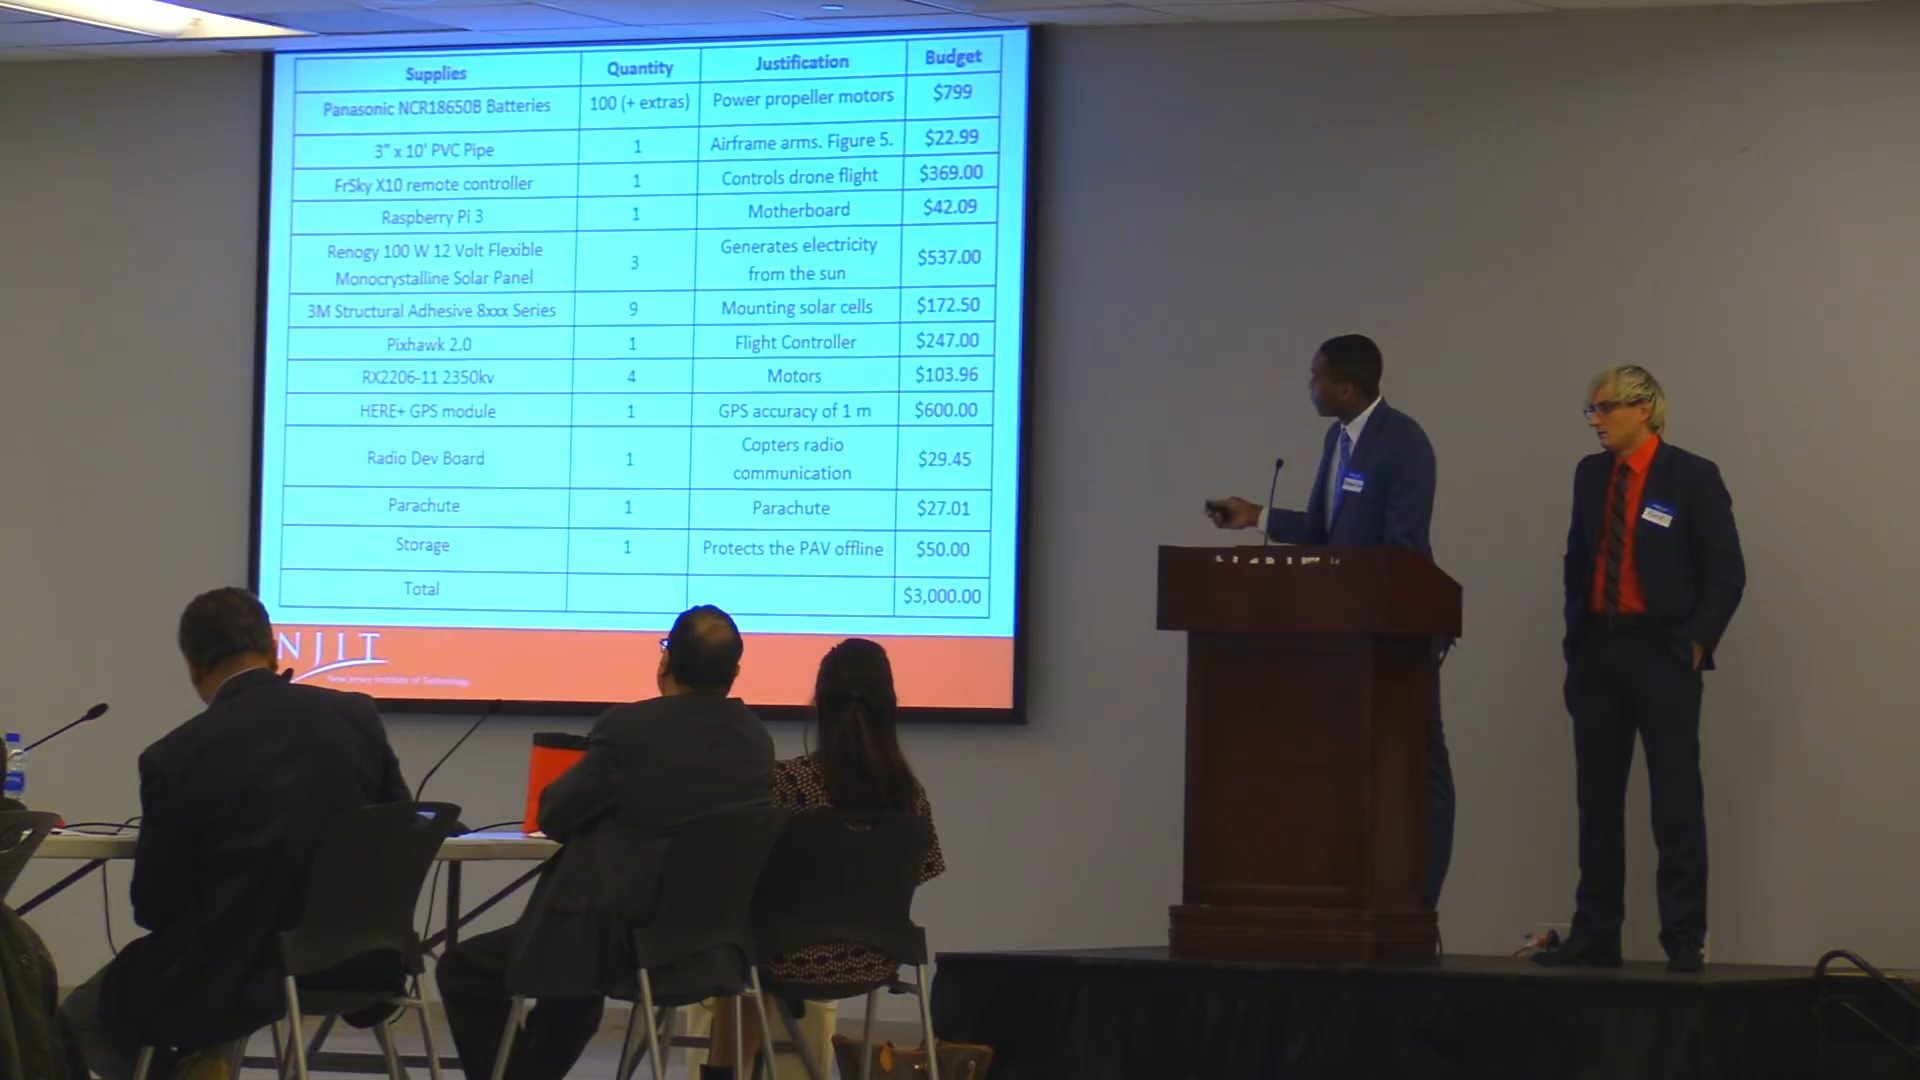 Supplies Quantity Justification Budget
Panasonic NCR18650B Batteries 100 (+ extras) Power propeller motors $799
3" x 10' PVC Pipe 1 Airframe arms. Figure 5. $22.99
FrSky X10 remote controller 1 Controls drone flight $369.00
Raspberry Pi 3 1 Motherboard $42.09
Renogy 100 W 12 Volt Flexible
Monocrystalline Solar Panel 3 Generates electricity
from the sun $537.00
3M Structural Adhesive 8xxx Series 9 Mounting solar cells $172.50
Pixhawk 2.0 1 Flight Controller $247.00
RX2206-11 2350kv 4 Motors $103.96
HERE+ GPS module 1 GPS accuracy of 1 m $600.00
Radio Dev Board 1 Copters radio
communication $29.45
Parachute 1 Parachute $27.01
Storage 1 Protects the PAV offline $50.00
Total $3,000.00
NJIT
New Jersey Institute of Technology